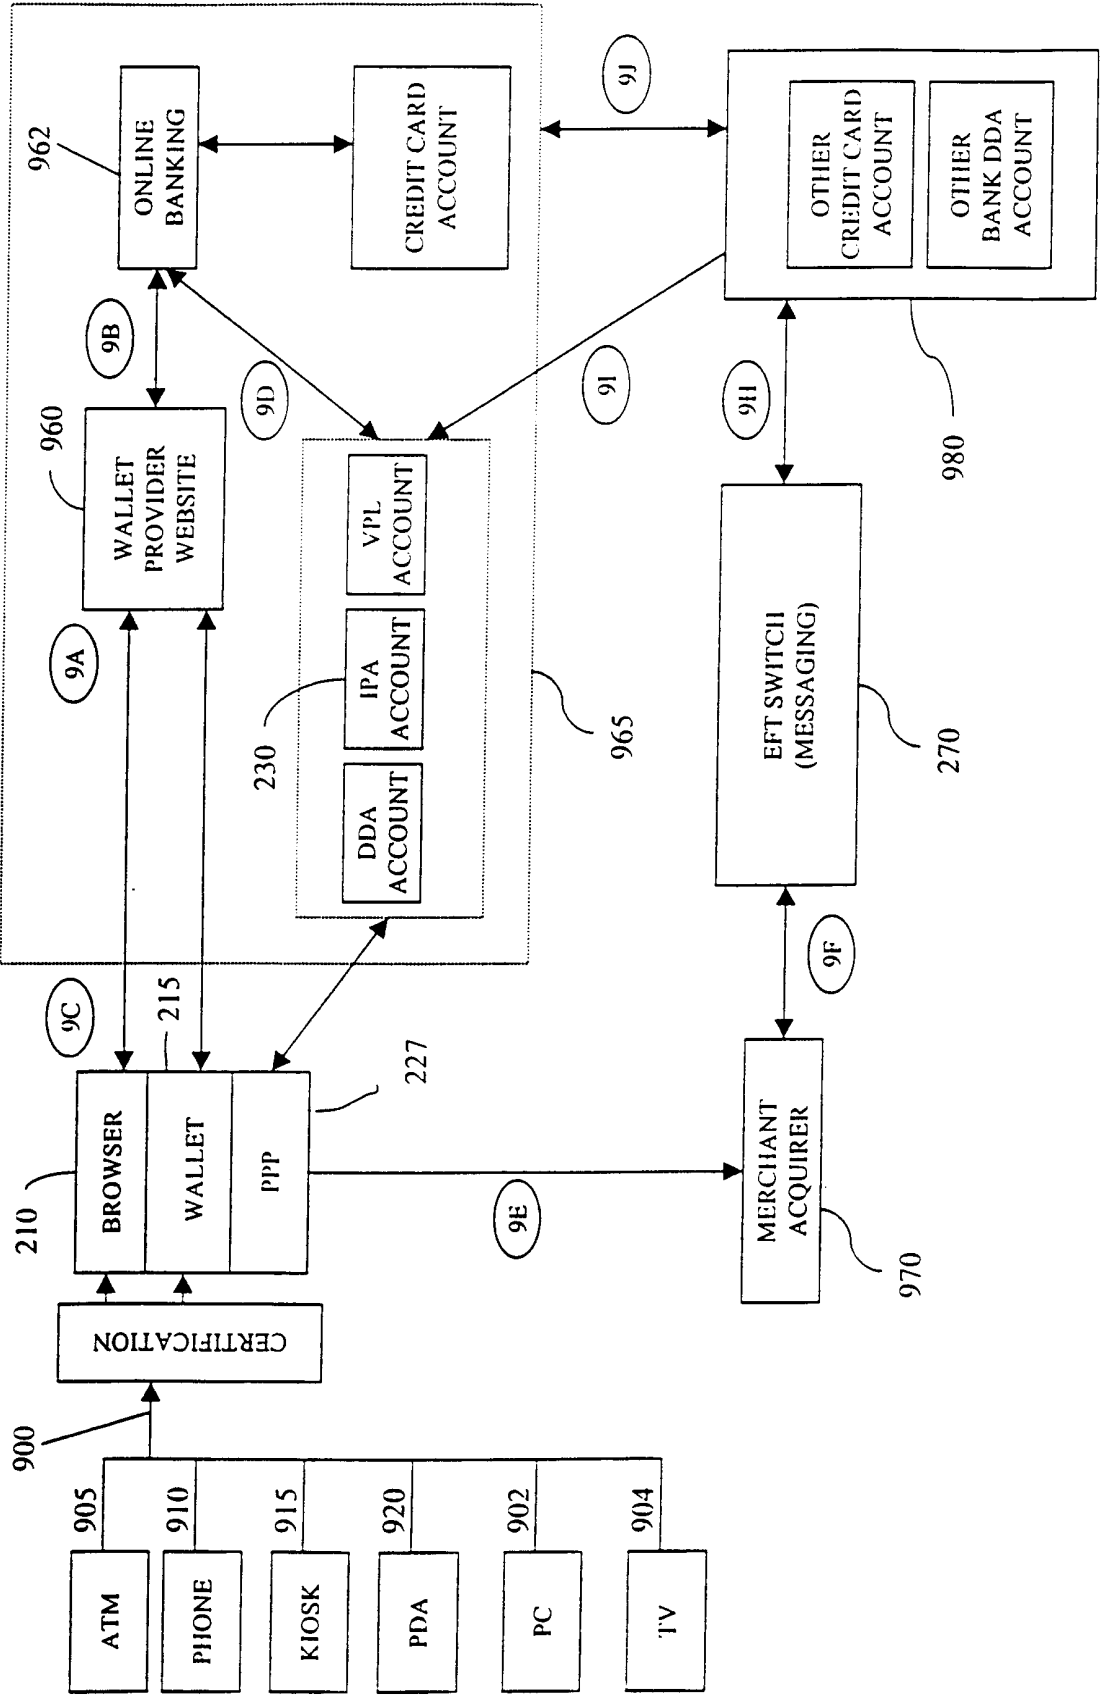 ATM
905
PHONE
910
KIOSK
915
PDA
920
PC
902
TV
904
900
CERTIFICATION
210
BROWSER
WALLET
PPP
215
227
9C
9A
9E
960
WALLET
PROVIDER
WEBSITE
9B
962
ONLINE
BANKING
9D
CREDIT CARD
ACCOUNT
230
DDA
ACCOUNT
IPA
ACCOUNT
VPL
ACCOUNT
965
9I
9J
MERCHANT
ACQUIRER
970
9F
EFT SWITCH
(MESSAGING)
270
9H
OTHER
CREDIT CARD
ACCOUNT
OTHER
BANK DDA
ACCOUNT
980